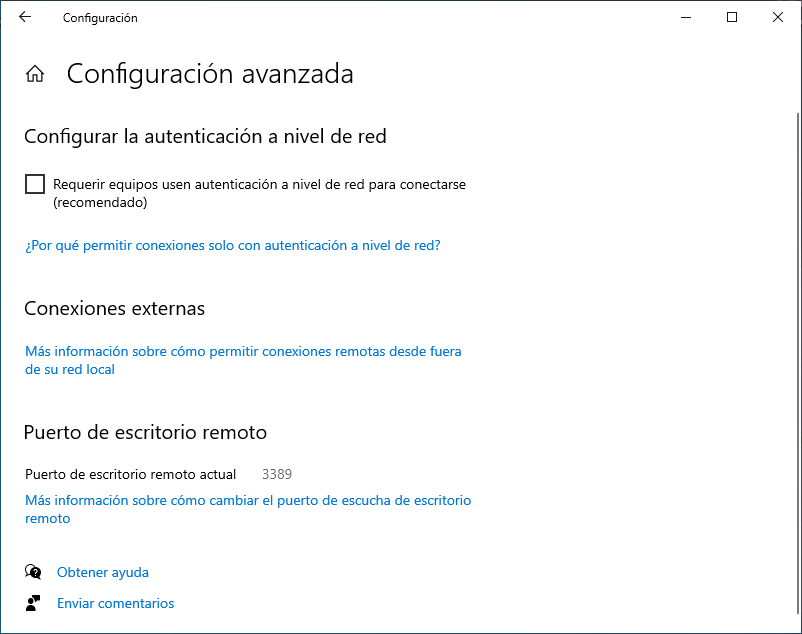 Configuración
Configuración avanzada
Configurar la autenticación a nivel de red
Requerir equipos usen autenticación a nivel de red para conectarse
(recomendado)
¿Por qué permitir conexiones solo con autenticación a nivel de red?
Conexiones externas
Más información sobre cómo permitir conexiones remotas desde fuera
de su red local
Puerto de escritorio remoto
Puerto de escritorio remoto actual 3389
Más información sobre cómo cambiar el puerto de escucha de escritorio
remoto
Obtener ayuda
Enviar comentarios